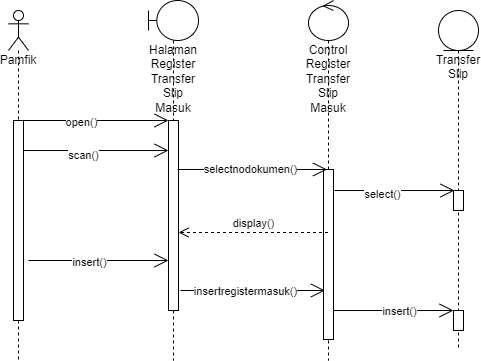 Pamfik
Halaman
Register
Transfer
Slip
Masuk
Control
Register
Transfer
Slip
Masuk
Transfer
Slip
open()
scan()
selectnodokumen()
select()
display()
insert()
insertregistermasuk()
insert()